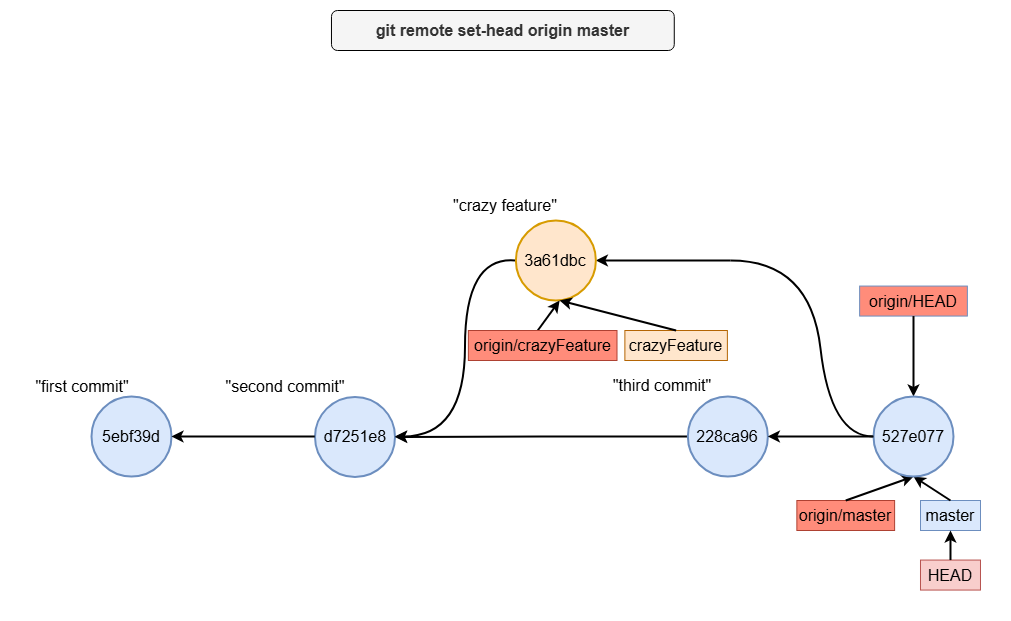 git remote set-head origin master
"crazy feature"
3a61dbc
origin/HEAD
origin/crazyFeature
crazyFeature
"first commit"
"second commit"
"third commit"
5ebf39d
d7251e8
228ca96
527e077
origin/master
master
HEAD